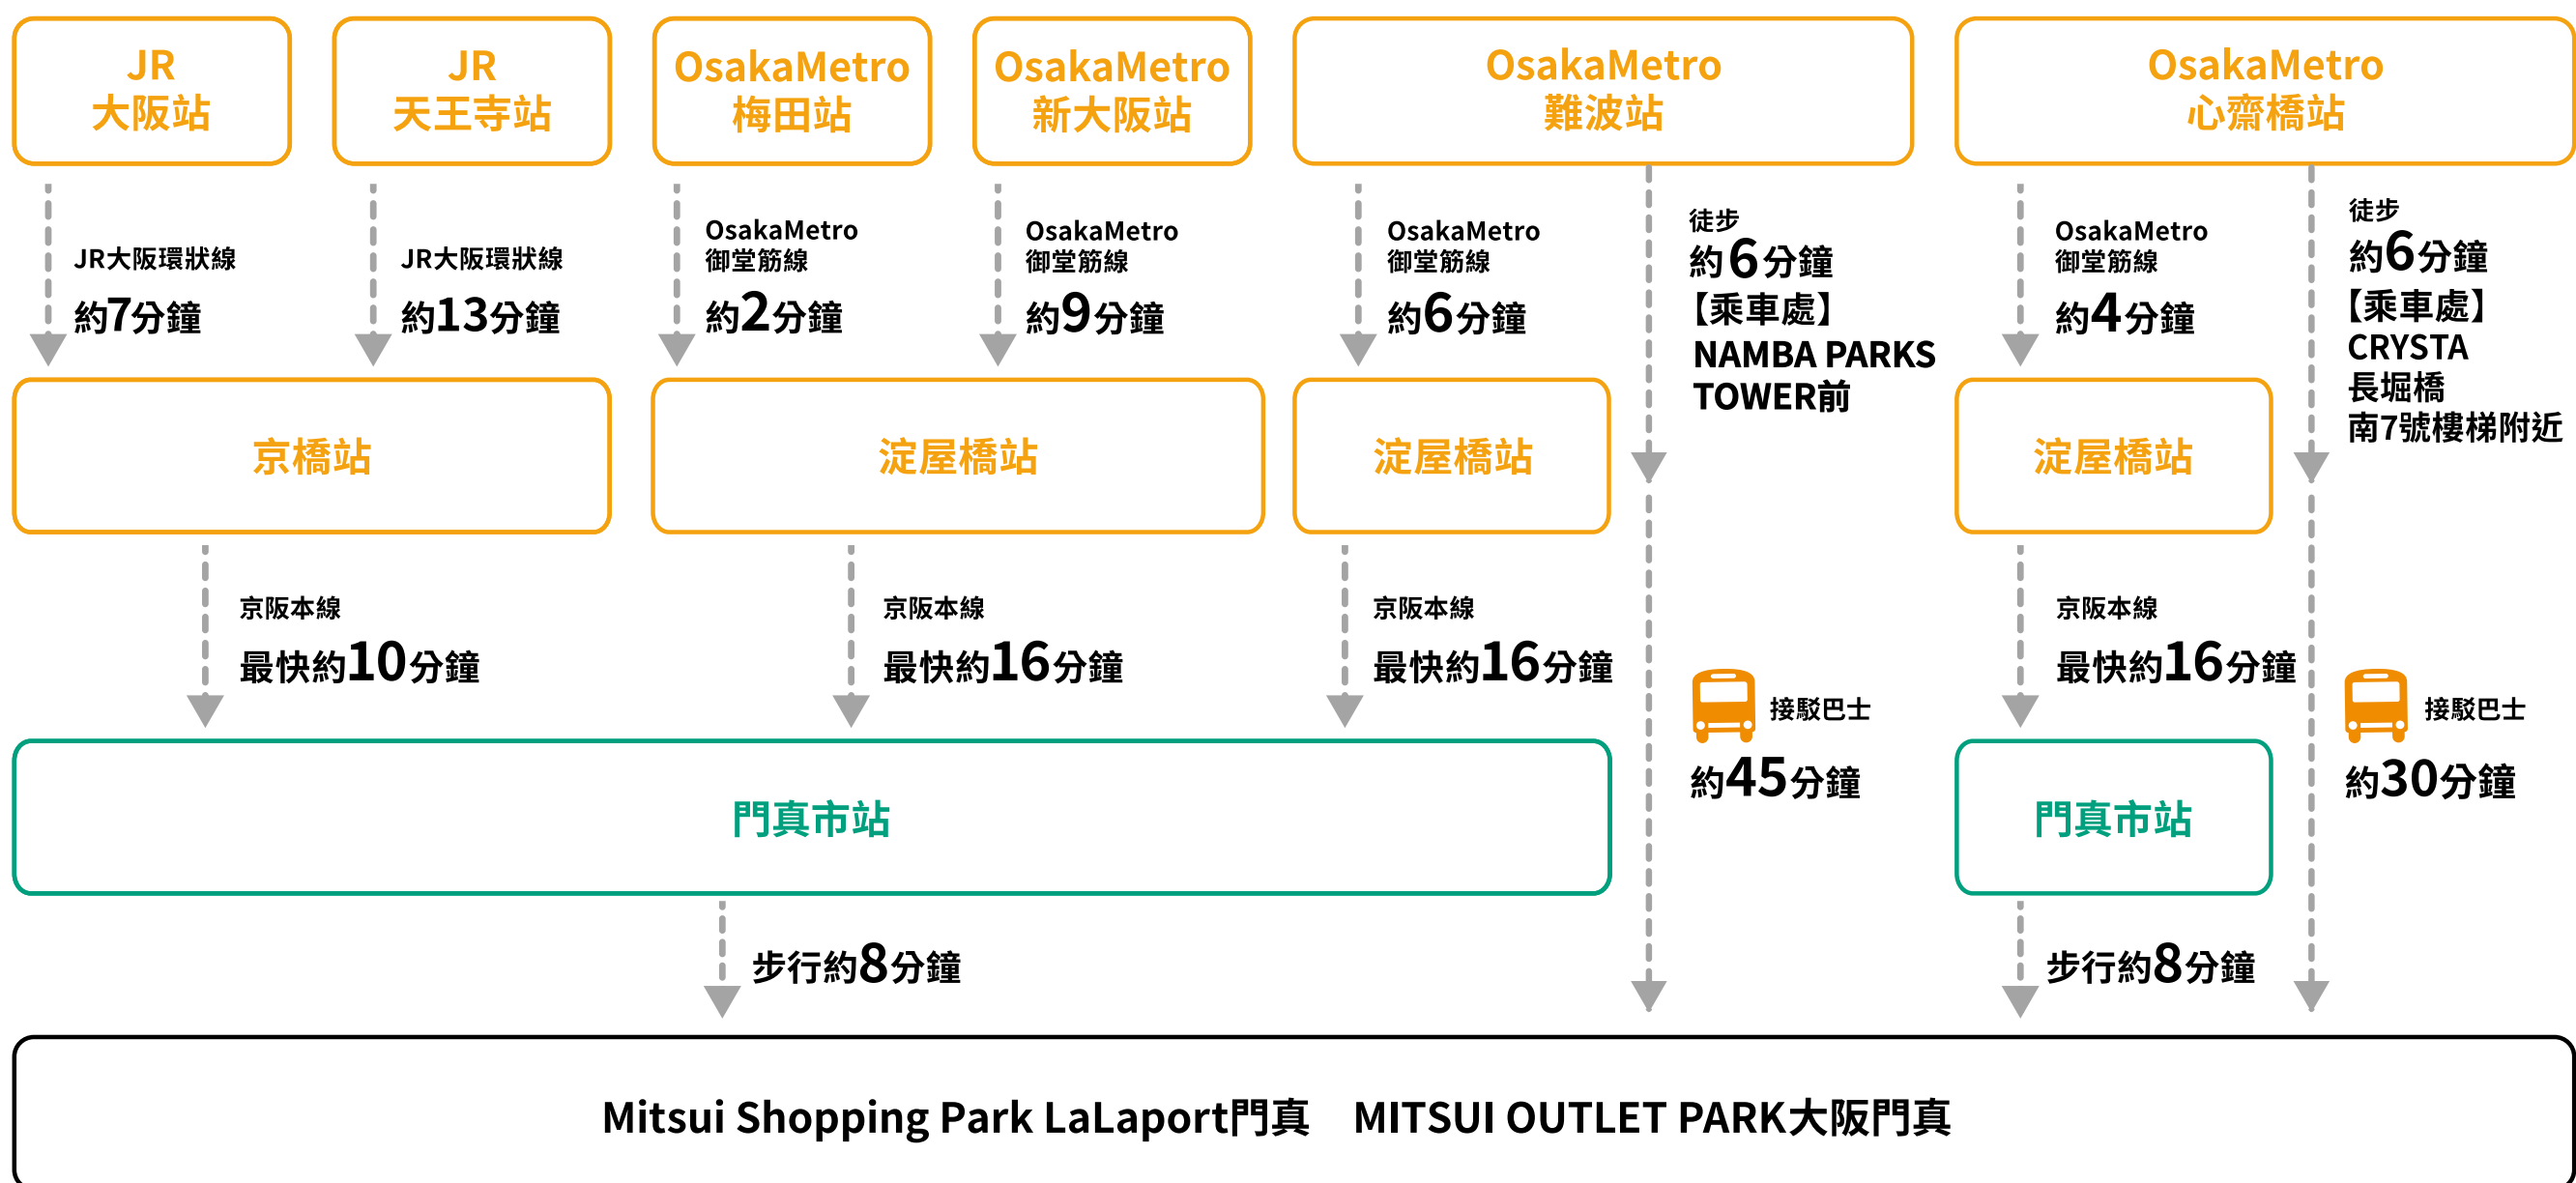 JR
大阪站
JR
天王寺站
OsakaMetro
梅田站
OsakaMetro
新大阪站
OsakaMetro
難波站
OsakaMetro
心齋橋站
JR大阪環狀線
約7分鐘
JR大阪環狀線
約13分鐘
OsakaMetro
御堂筋線
約2分鐘
OsakaMetro
御堂筋線
約9分鐘
OsakaMetro
御堂筋線
約6分鐘
徒步
約6分鐘
【乘車處】
NAMBA PARKS
TOWER前
OsakaMetro
御堂筋線
約4分鐘
徒步
約6分鐘
【乘車處】
CRYSTA
長堀橋
南7號樓梯附近
京橋站
淀屋橋站
淀屋橋站
淀屋橋站
京阪本線
最快約10分鐘
京阪本線
最快約16分鐘
京阪本線
最快約16分鐘
接駁巴士
約45分鐘
京阪本線
最快約16分鐘
接駁巴士
約30分鐘
門真市站
門真市站
步行約8分鐘
步行約8分鐘
Mitsui Shopping Park LaLaport門真 MITSUI OUTLET PARK大阪門真